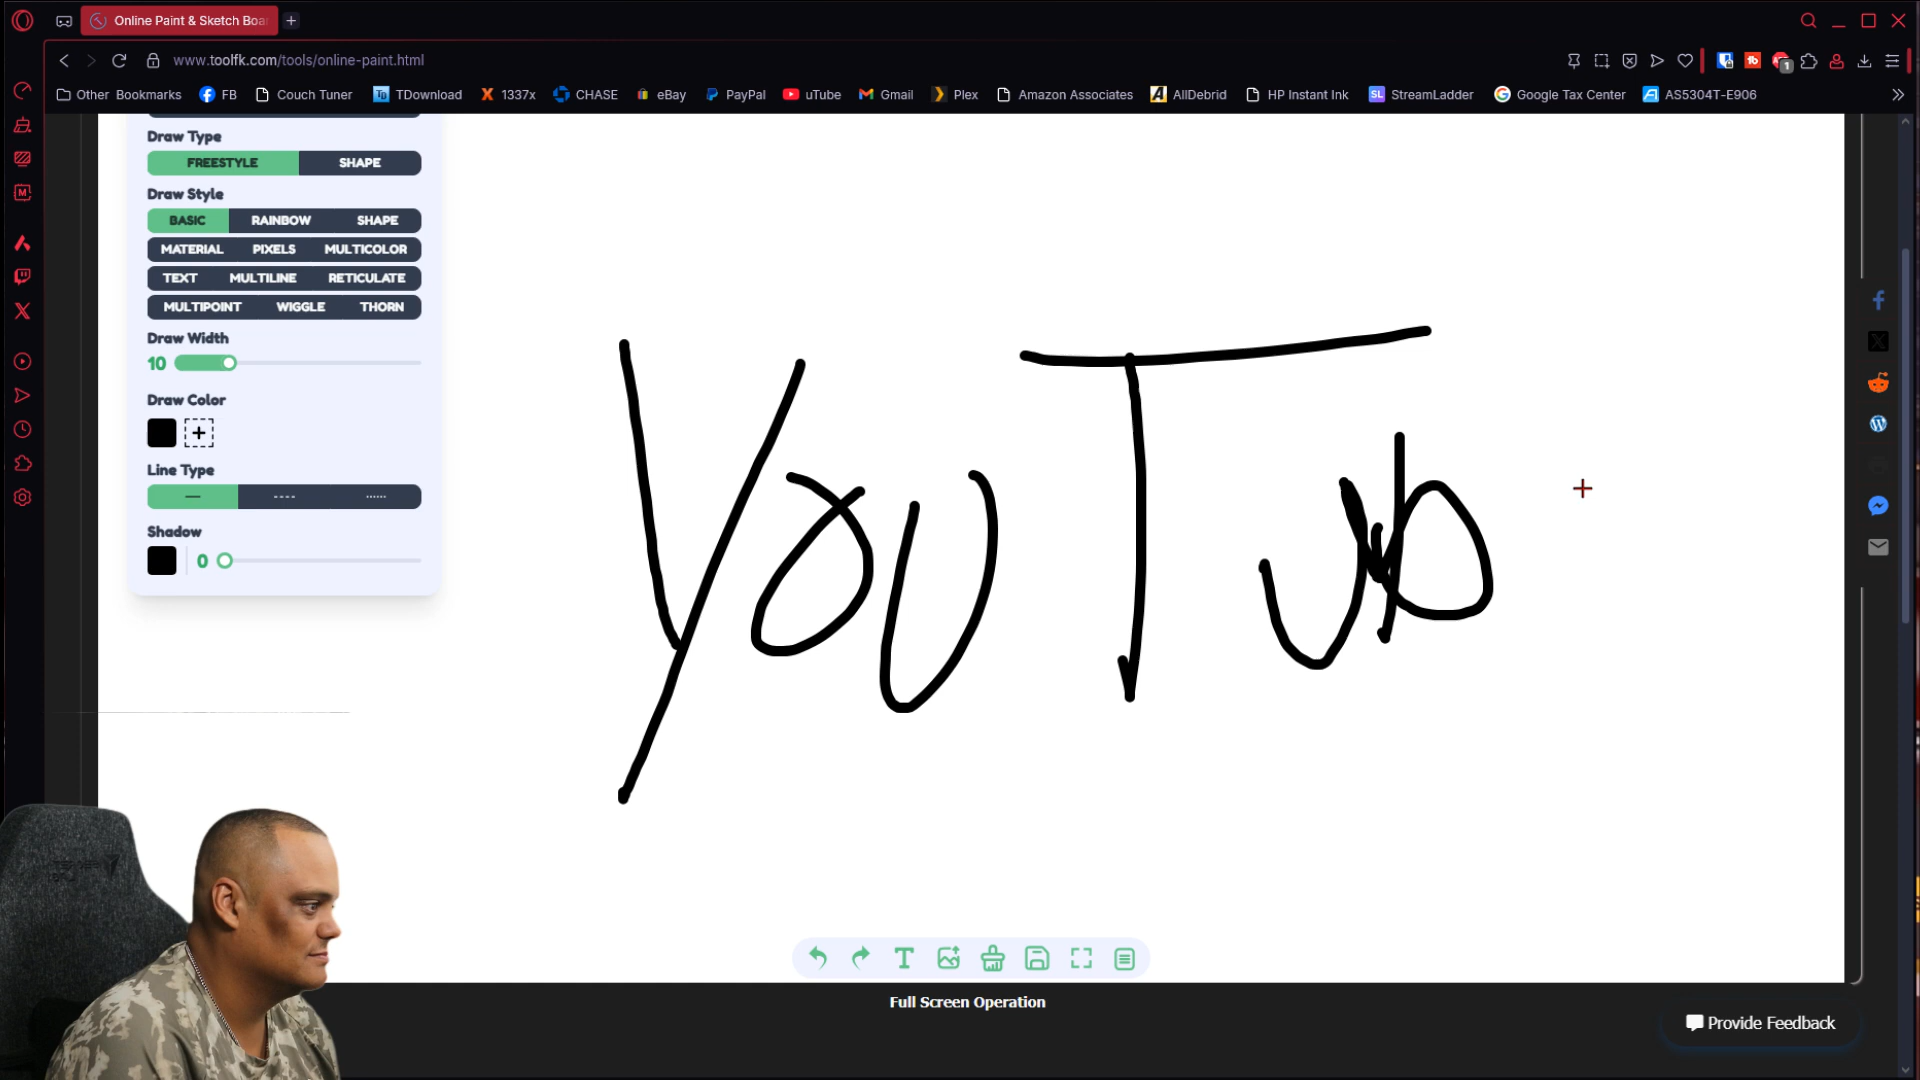 Online Paint & Sketch Boa
www.toolfk.com/tools/online-paint.html
1
Other Bookmarks FB Couch Tuner TDownload 1337x CHASE eBay PayPal uTube Gmail Plex Amazon Associates AllDebrid HP Instant Ink StreamLadder Google Tax Center AS5304T-E906
Draw Type
FREESTYLE SHAPE
Draw Style
BASIC RAINBOW SHAPE
MATERIAL PIXELS MULTICOLOR
TEXT MULTILINE RETICULATE
MULTIPOINT WIGGLE THORN
Draw Width
10
Draw Color
Line Type
Shadow
0
YouTub
Full Screen Operation
Provide Feedback